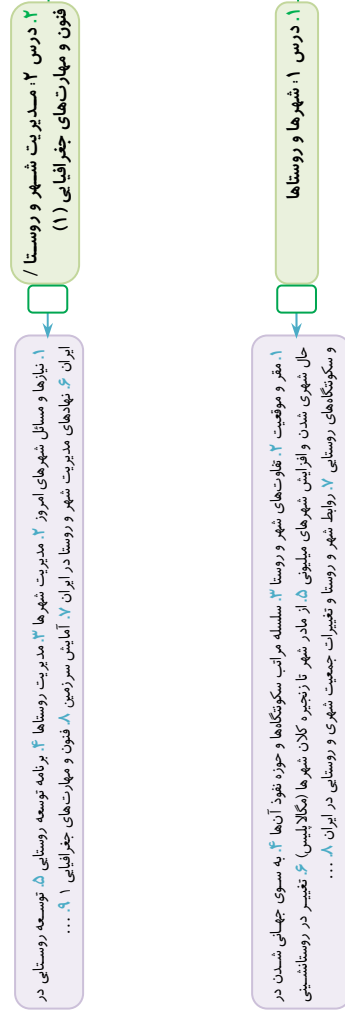 ۱. درس ۱: شهرها و روستاها
۱. مقر و موقعیت ۲. تفاوت‌های شهر و روستا ۳. سلسله مراتب سکونتگاه‌ها و حوزه نفوذ آن‌ها ۴. به سوی جهانی شدن در
حال شهری شدن و افزایش شهرهای میلیونی ۵. از مادر شهر تا زنجیره کلان شهرها (مگالاپلیس) ۶. تغییر در روستانشینی
و سکونتگاه‌های روستایی ۷. روابط شهر و روستا و تغییرات جمعیت شهری و روستایی در ایران ۸. ...
۲. درس ۲: مدیریت شهر و روستا /
فنون و مهارت‌های جغرافیایی (۱)
۱. نیازها و مسائل شهرهای امروز ۲. مدیریت شهرها ۳. مدیریت روستاها ۴. برنامه توسعه روستایی ۵. توسعه روستایی در
ایران ۶. نهادهای مدیریت شهر و روستا در ایران ۷. آمایش سرزمین ۸. فنون و مهارت‌های جغرافیایی ۱ ۹. ...